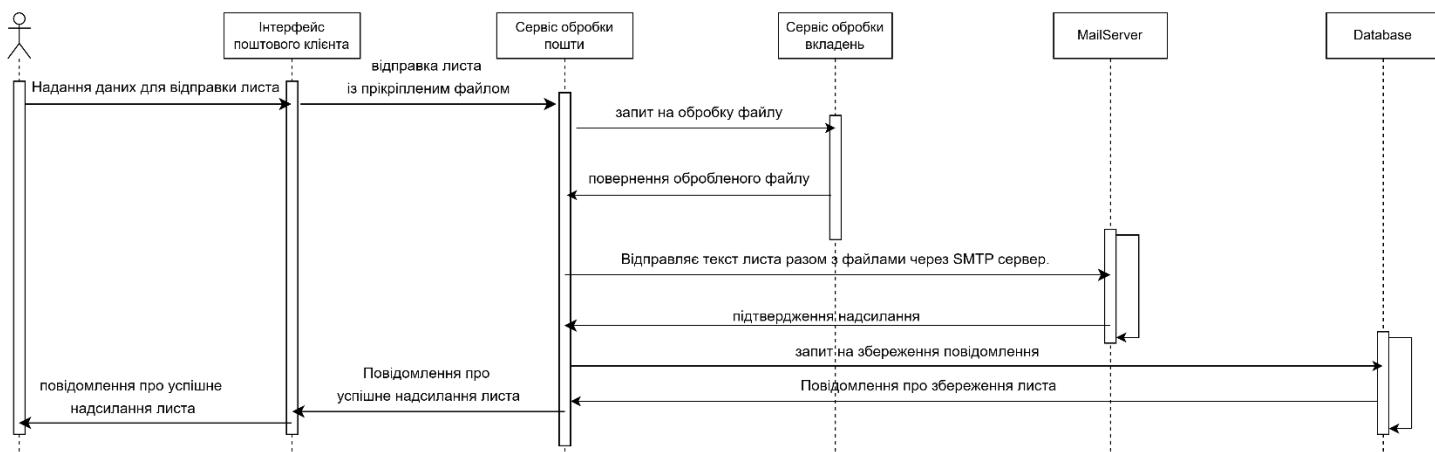 Інтерфейс
поштового клієнта
Сервіс обробки
пошти
Сервіс обробки
вкладень
MailServer
Database
Надання даних для відправки листа
відправка листа
із прікріпленим файлом
запит на обробку файлу
повернення обробленого файлу
Відправляє текст листа разом з файлами через SMTP сервер.
підтвердження надсилання
запит на збереження повідомлення
Повідомлення про збереження листа
Повідомлення про
успішне надсилання листа
повідомлення про успішне
надсилання листа